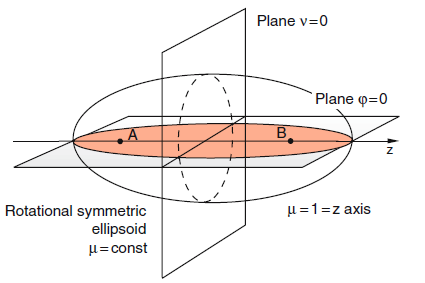 Plane ν=0
Plane φ=0
A
B
z
Rotational symmetric
ellipsoid
μ=const
μ=1=z axis